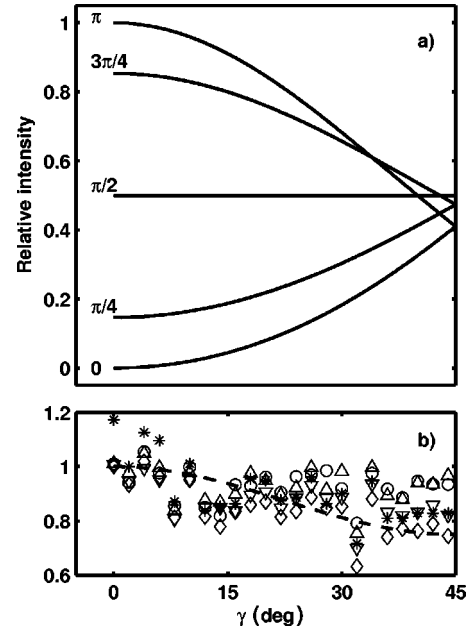 1
π
a)
3π/4
0.8
0.6
Relative intensity
π/2
0.4
0.2
π/4
0
0
1.2
b)
1.0
0.8
0.6
0 15 30 45
γ (deg)